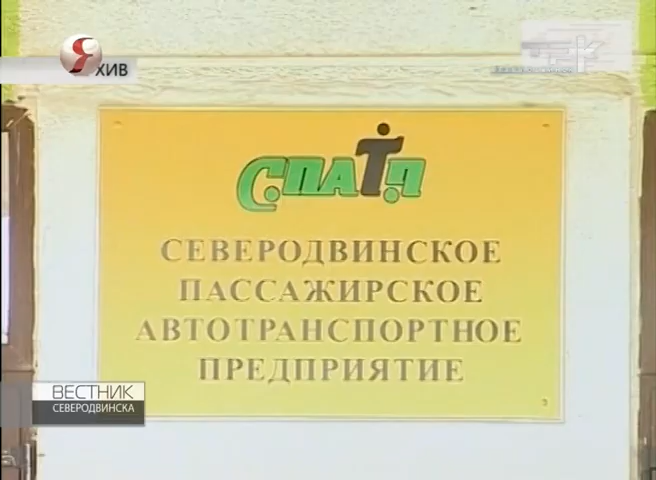 ХИВ
СПАТП
СЕВЕРОДВИНСКОЕ
ПАССАЖИРСКОЕ
АВТОТРАНСПОРТНОЕ
ПРЕДПРИЯТИЕ
ВЕСТНИК
СЕВЕРОДВИНСКА